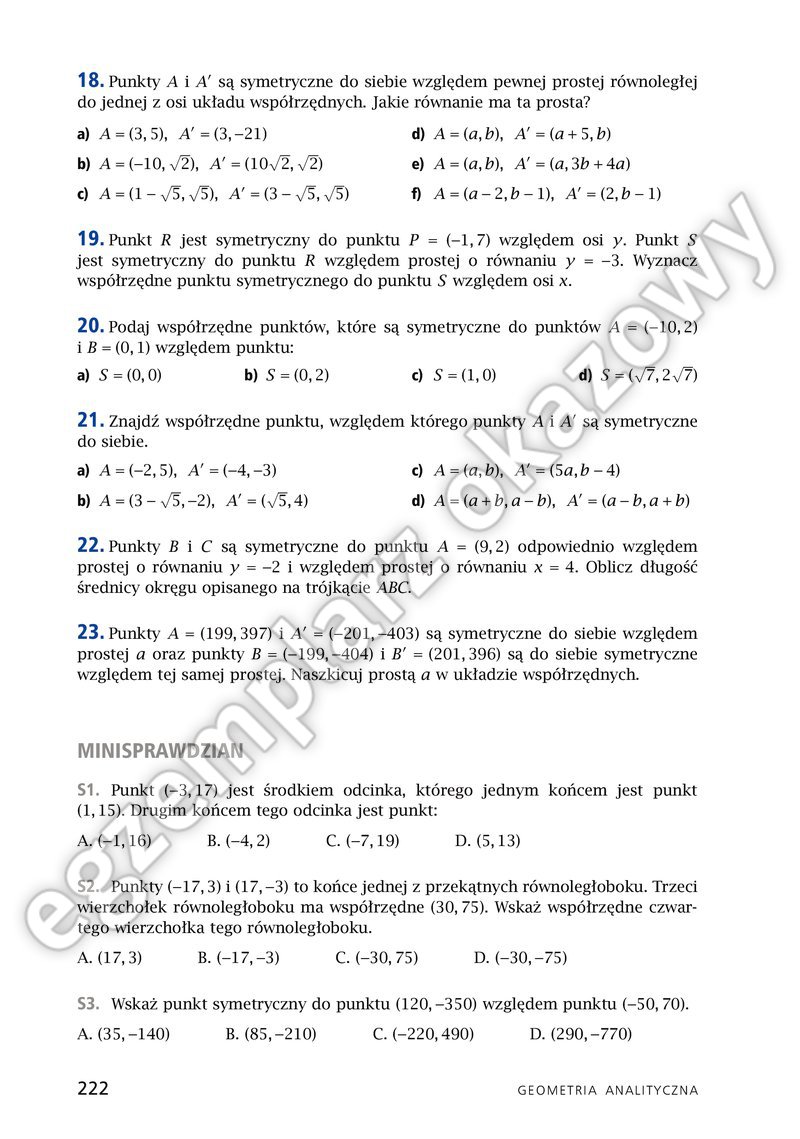 18. Punkty A i A′ są symetryczne do siebie względem pewnej prostej równoległej
do jednej z osi układu współrzędnych. Jakie równanie ma ta prosta?
a) A = (3, 5), A′ = (3, −21)
d) A = (a, b), A′ = (a + 5, b)
b) A = (−10, √2), A′ = (10√2, √2)
e) A = (a, b), A′ = (a, 3b + 4a)
c) A = (1 − √5, √5), A′ = (3 − √5, √5)
f) A = (a − 2, b − 1), A′ = (2, b − 1)
19. Punkt R jest symetryczny do punktu P = (−1, 7) względem osi y. Punkt S
jest symetryczny do punktu R względem prostej o równaniu y = −3. Wyznacz
współrzędne punktu symetrycznego do punktu S względem osi x.
20. Podaj współrzędne punktów, które są symetryczne do punktów A = (−10, 2)
i B = (0, 1) względem punktu:
a) S = (0, 0) b) S = (0, 2) c) S = (1, 0) d) S = (√7, 2√7)
21. Znajdź współrzędne punktu, względem którego punkty A i A′ są symetryczne
do siebie.
a) A = (−2, 5), A′ = (−4, −3)
c) A = (a, b), A′ = (5a, b − 4)
b) A = (3 − √5, −2), A′ = (√5, 4)
d) A = (a + b, a − b), A′ = (a − b, a + b)
22. Punkty B i C są symetryczne do punktu A = (9, 2) odpowiednio względem
prostej o równaniu y = −2 i względem prostej o równaniu x = 4. Oblicz długość
średnicy okręgu opisanego na trójkącie ABC.
23. Punkty A = (199, 397) i A′ = (−201, −403) są symetryczne do siebie względem
prostej a oraz punkty B = (−199, −404) i B′ = (201, 396) są do siebie symetryczne
względem tej samej prostej. Naszkicuj prostą a w układzie współrzędnych.
MINISPRAWDZIAN
S1. Punkt (−3, 17) jest środkiem odcinka, którego jednym końcem jest punkt
(1, 15). Drugim końcem tego odcinka jest punkt:
A. (−1, 16) B. (−4, 2) C. (−7, 19) D. (5, 13)
S2. Punkty (−17, 3) i (17, −3) to końce jednej z przekątnych równoległoboku. Trzeci
wierzchołek równoległoboku ma współrzędne (30, 75). Wskaż współrzędne czwar-
tego wierzchołka tego równoległoboku.
A. (17, 3) B. (−17, −3) C. (−30, 75) D. (−30, −75)
S3. Wskaż punkt symetryczny do punktu (120, −350) względem punktu (−50, 70).
A. (35, −140) B. (85, −210) C. (−220, 490) D. (290, −770)
222
GEOMETRIA ANALITYCZNA
egzemplarz okazowy